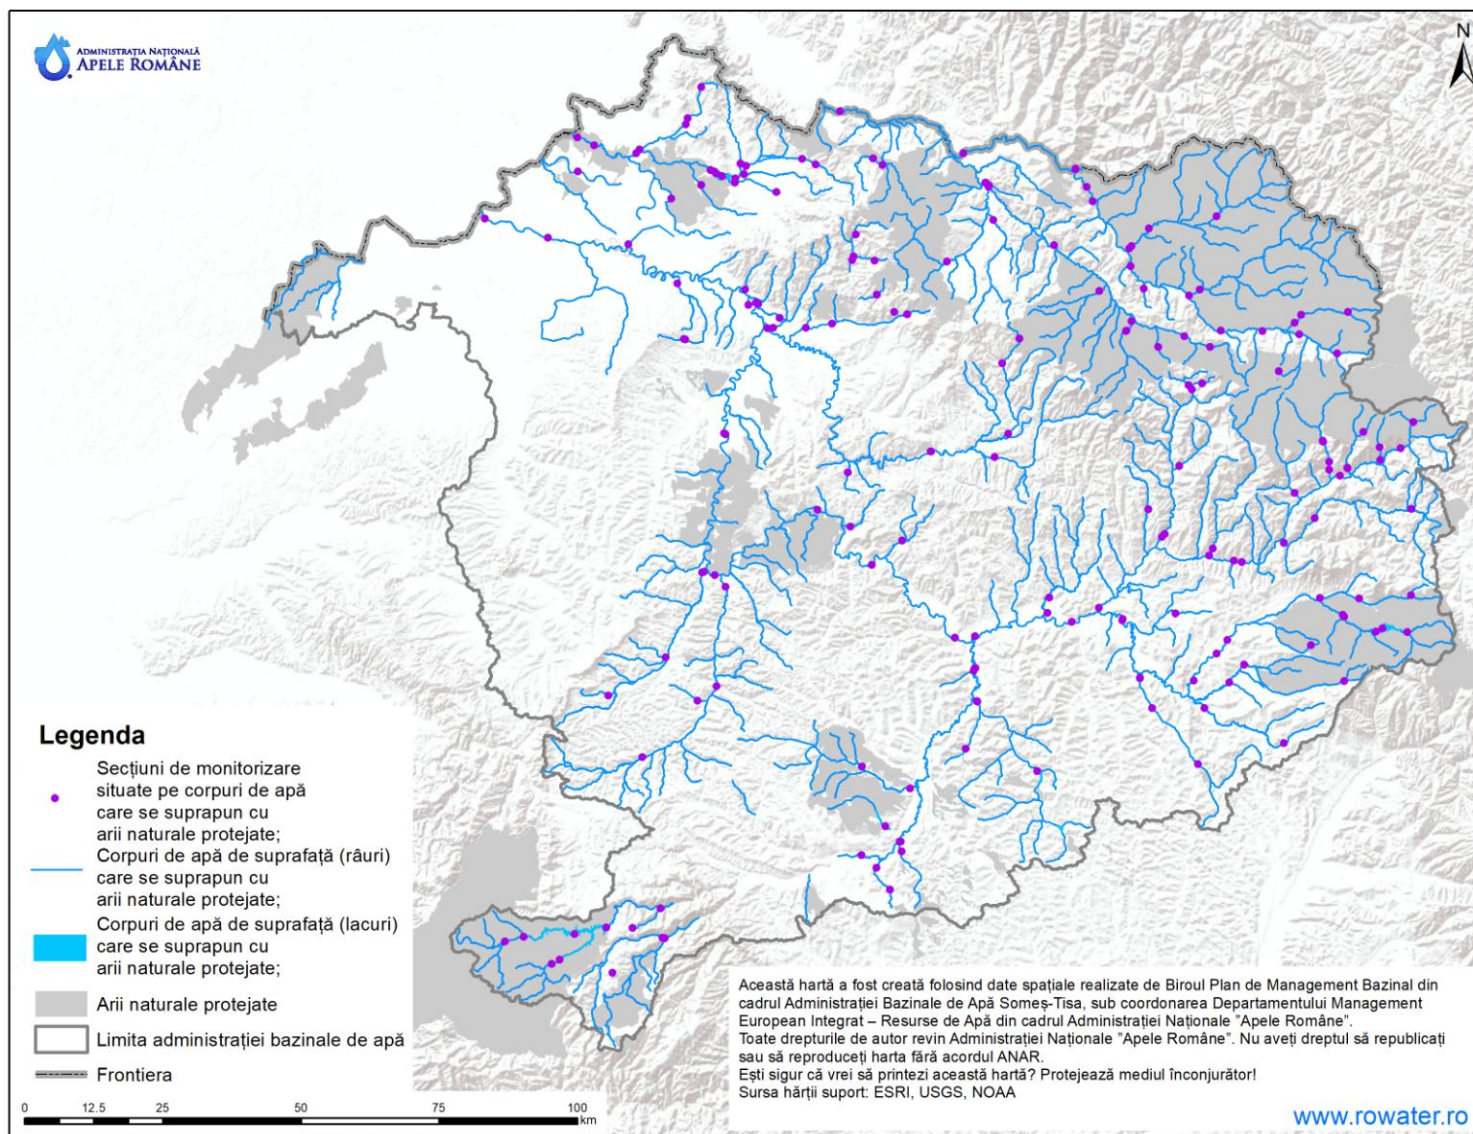 ADMINISTRAȚIA NAȚIONALĂ
APELE ROMÂNE
N
Legenda
Secțiuni de monitorizare
situate pe corpuri de apă
care se suprapun cu
arii naturale protejate;
Corpuri de apă de suprafață (râuri)
care se suprapun cu
arii naturale protejate;
Corpuri de apă de suprafață (lacuri)
care se suprapun cu
arii naturale protejate;
Arii naturale protejate
Limita administrației bazinale de apă
Frontiera
0 12.5 25 50 75 100
km
Această hartă a fost creată folosind date spațiale realizate de Biroul Plan de Management Bazinal din
cadrul Administrației Bazinale de Apă Someș-Tisa, sub coordonarea Departamentului Management
European Integrat – Resurse de Apă din cadrul Administrației Naționale "Apele Române".
Toate drepturile de autor revin Administrației Naționale "Apele Române". Nu aveți dreptul să republicați
sau să reproduceți harta fără acordul ANAR.
Ești sigur că vrei să printezi această hartă? Protejează mediul înconjurător!
Sursa hărții suport: ESRI, USGS, NOAA
www.rowater.ro